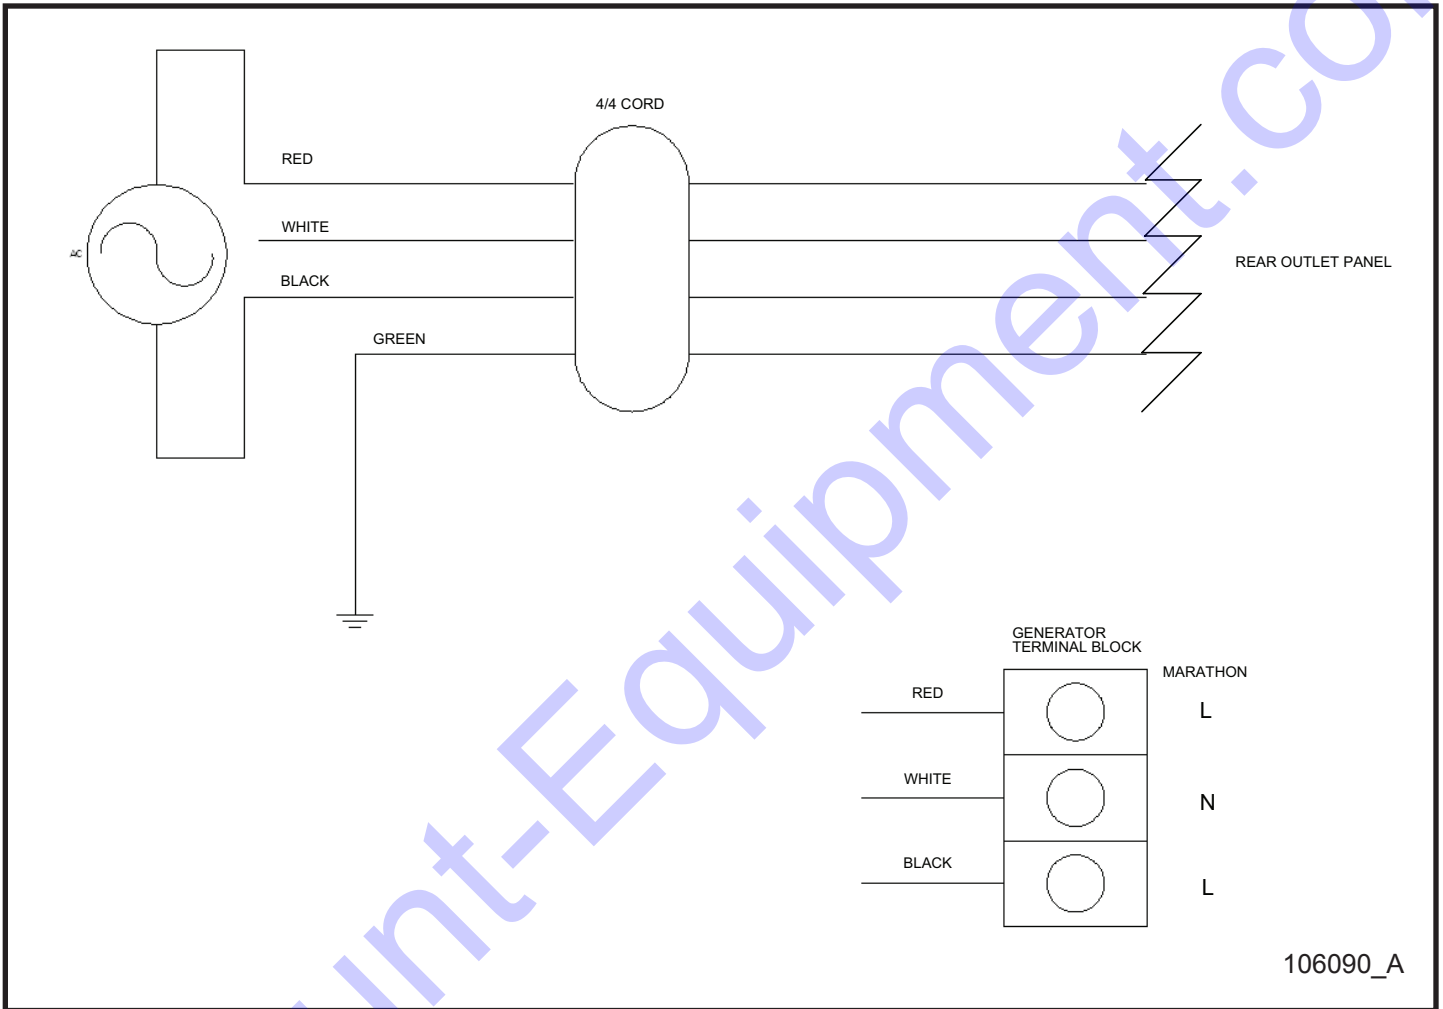 4/4 CORD
RED
WHITE
AC
BLACK
REAR OUTLET PANEL
GREEN
GENERATOR
TERMINAL BLOCK
MARATHON
RED
L
WHITE
N
BLACK
L
106090_A
unt-Equipment.co